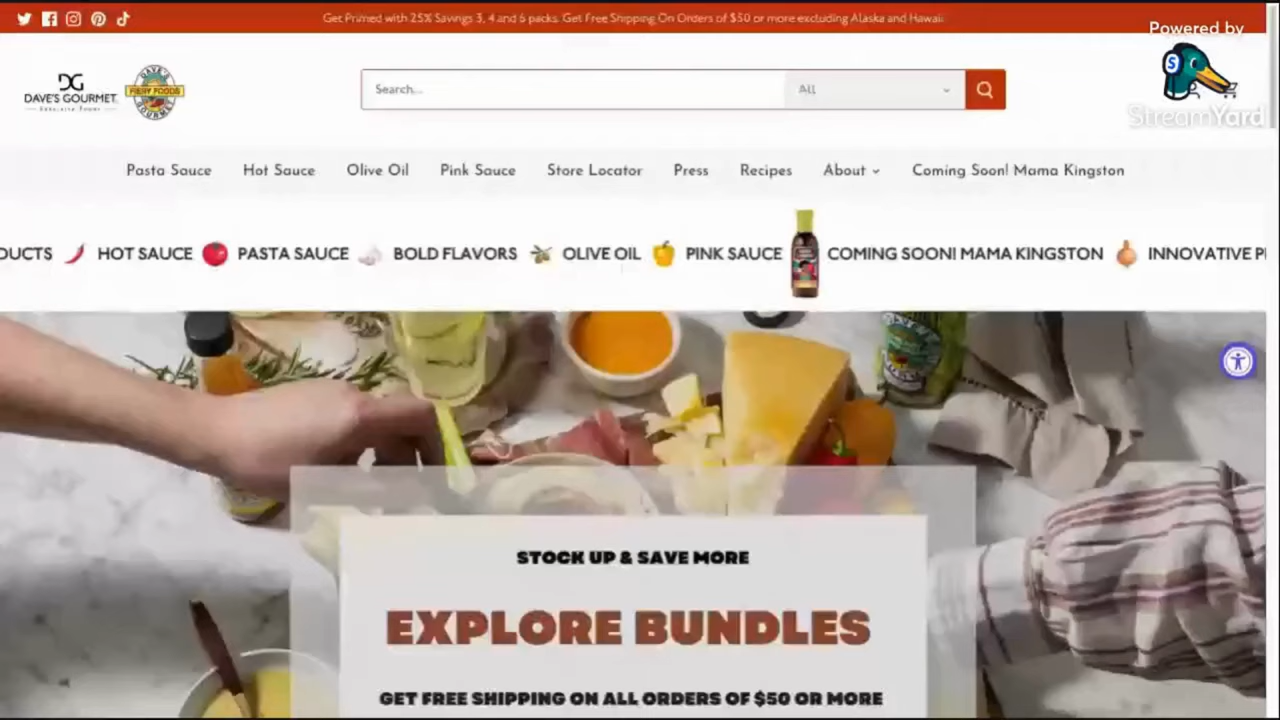 Get Primed with 25% Savings 3, 4 and 6 packs. Get Free Shipping On Orders of $50 or more excluding Alaska and Hawaii
Powered by
S
StreamYard
DG
DAVE'S GOURMET
DAVE'S
FIERY FOODS
GOURMET
Search...
All
Pasta Sauce Hot Sauce Olive Oil Pink Sauce Store Locator Press Recipes About Coming Soon! Mama Kingston
DUCTS HOT SAUCE PASTA SAUCE BOLD FLAVORS OLIVE OIL PINK SAUCE COMING SOON! MAMA KINGSTON INNOVATIVE P
STOCK UP & SAVE MORE
EXPLORE BUNDLES
GET FREE SHIPPING ON ALL ORDERS OF $50 OR MORE